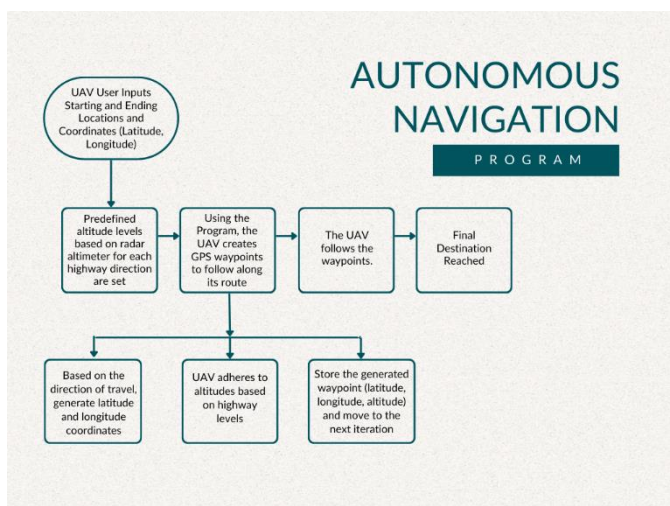 AUTONOMOUS
NAVIGATION
PROGRAM
UAV User Inputs
Starting and Ending
Locations and
Coordinates (Latitude,
Longitude)
Predefined
altitude levels
based on radar
altimeter for each
highway direction
are set
Using the
Program, the
UAV creates
GPS waypoints
to follow along
its route
The UAV
follows the
waypoints.
Final
Destination
Reached
Based on the
direction of travel,
generate latitude
and longitude
coordinates
UAV adheres to
altitudes based
on highway
levels
Store the generated
waypoint (latitude,
longitude, altitude)
and move to the
next iteration